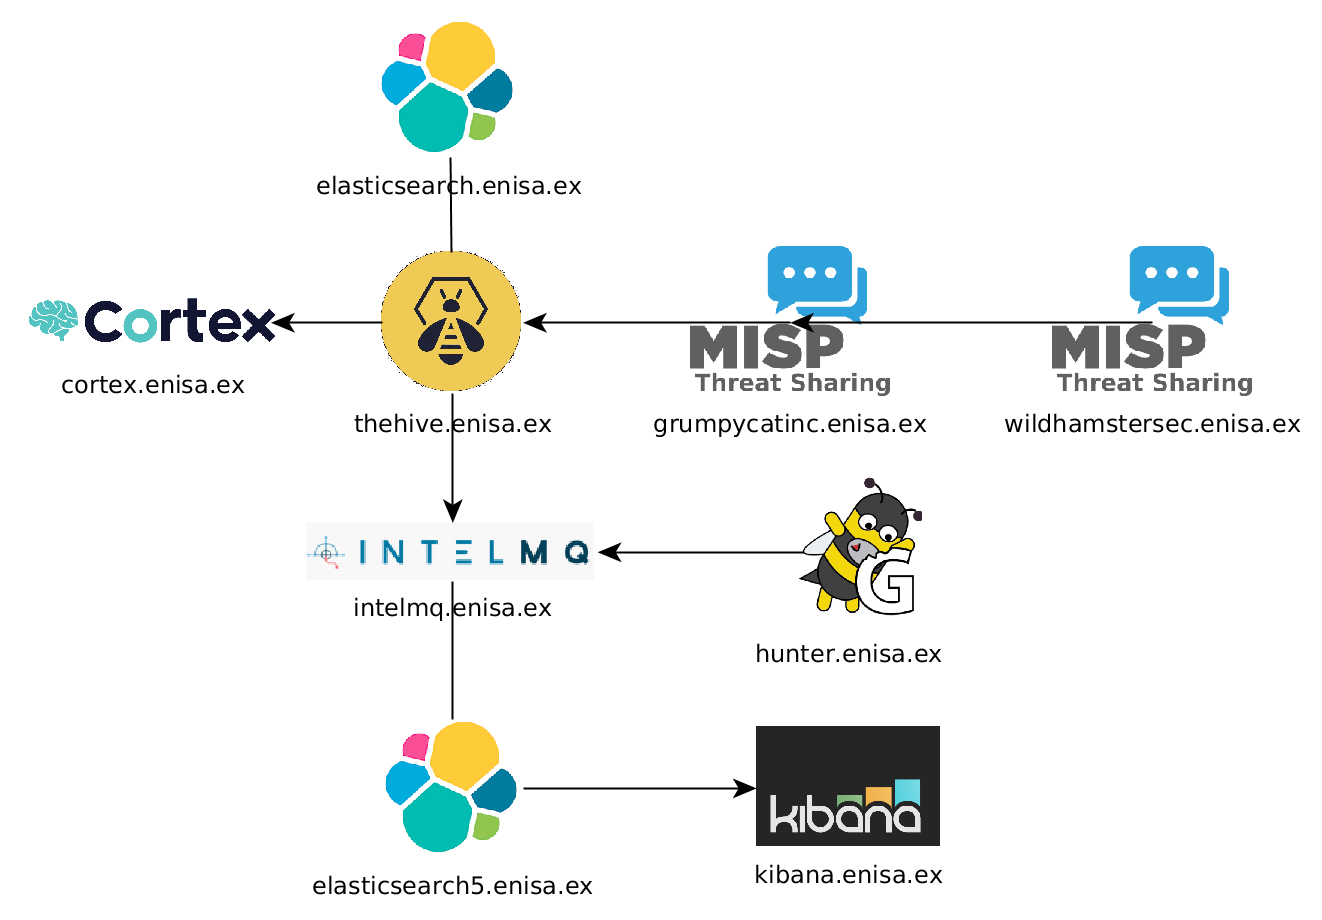 elasticsearch.enisa.ex
Cortex
cortex.enisa.ex
thehive.enisa.ex
MISP
Threat Sharing
grumpycatinc.enisa.ex
MISP
Threat Sharing
wildhamstersec.enisa.ex
INTELMQ
intelmq.enisa.ex
G
hunter.enisa.ex
elasticsearch5.enisa.ex
kibana
kibana.enisa.ex